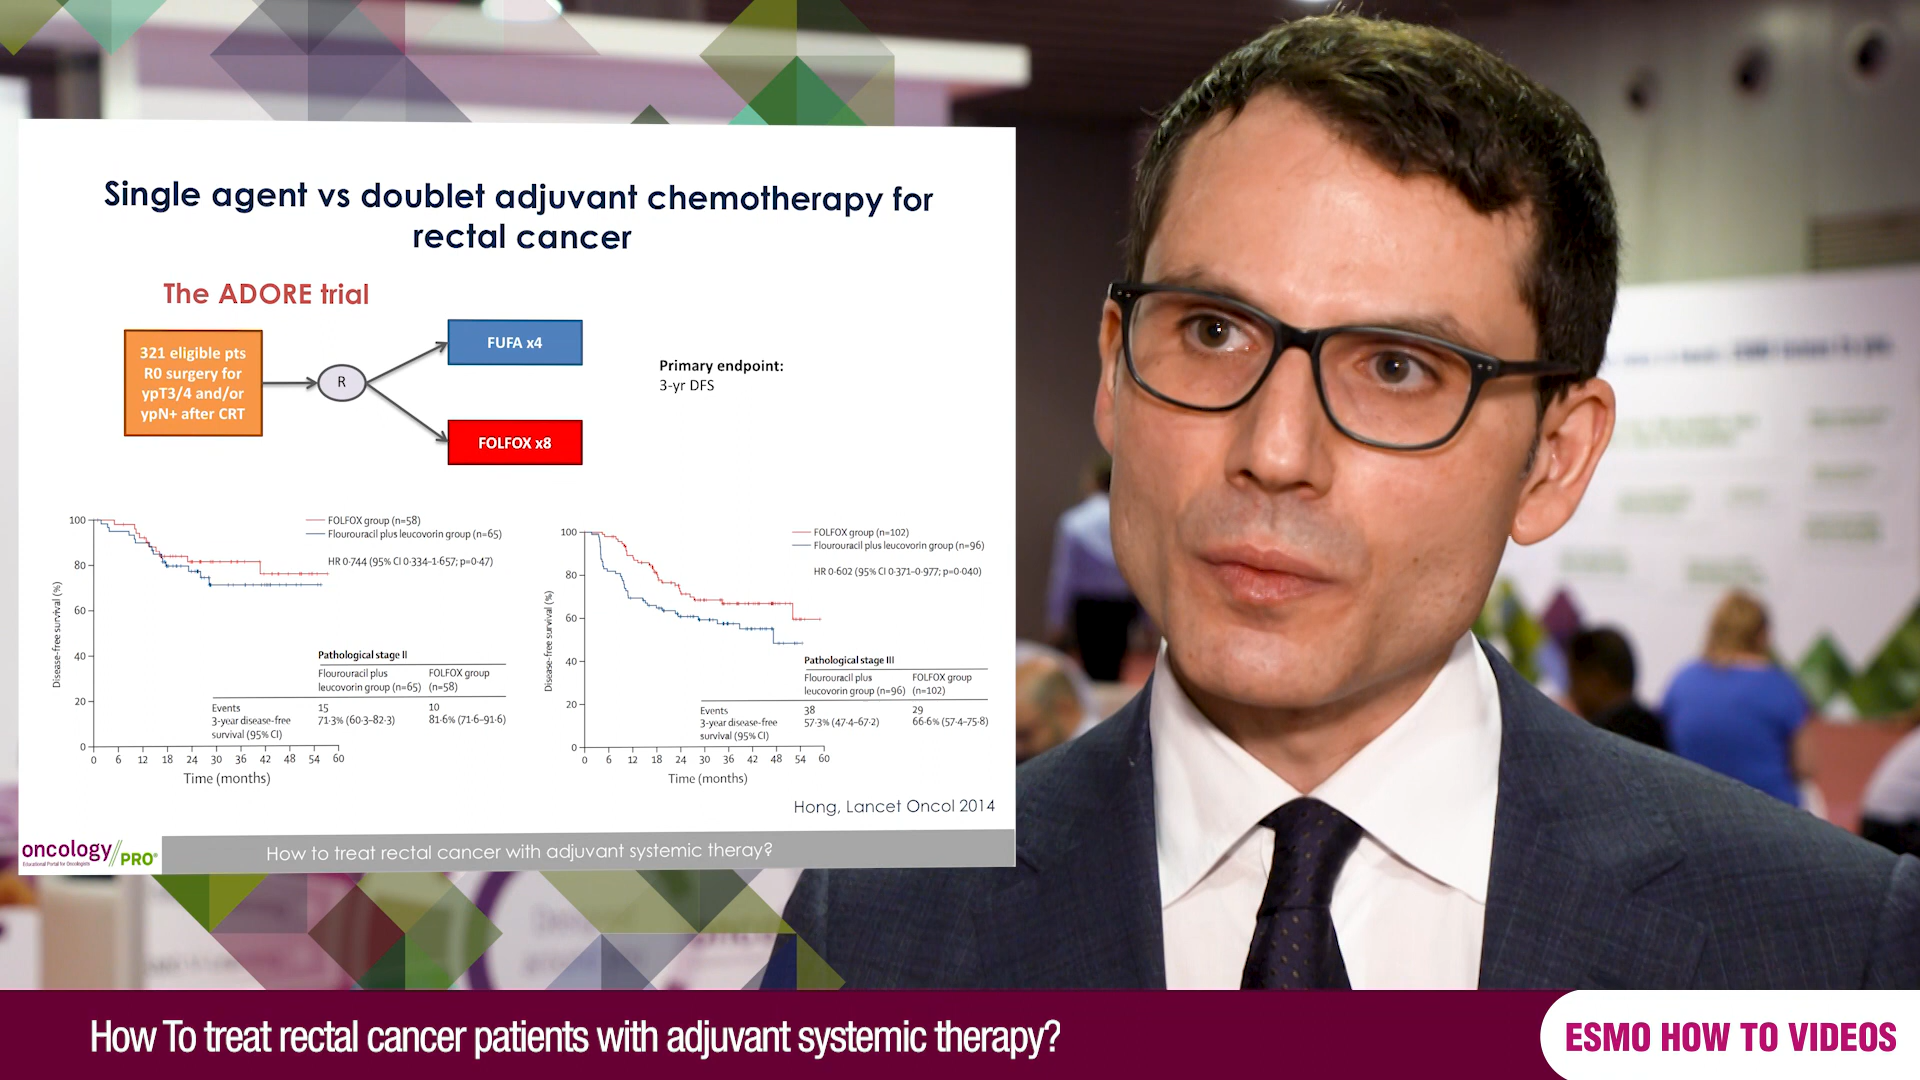 Single agent vs doublet adjuvant chemotherapy for
rectal cancer
The ADORE trial
321 eligible pts
R0 surgery for
ypT3/4 and/or
ypN+ after CRT
R
FUFA x4
FOLFOX x8
Primary endpoint:
3-yr DFS
FOLFOX group (n=58)
Flourouracil plus leucovorin group (n=65)
HR 0·744 (95% CI 0·334–1·657; p=0·47)
Disease-free survival (%)
100
80
60
40
20
0
Pathological stage II
Flourouracil plus leucovorin group (n=65)
FOLFOX group (n=58)
Events 15 10
3-year disease-free survival (95% CI) 71·3% (60·3–82·3) 81·6% (71·6–91·6)
0 6 12 18 24 30 36 42 48 54 60
Time (months)
FOLFOX group (n=102)
Flourouracil plus leucovorin group (n=96)
HR 0·602 (95% CI 0·371–0·977; p=0·040)
Disease-free survival (%)
100
80
60
40
20
0
Pathological stage III
Flourouracil plus leucovorin group (n=96)
FOLFOX group (n=102)
Events 38 29
3-year disease-free survival (95% CI) 57·3% (47·4–67·2) 66·6% (57·4–75·8)
0 6 12 18 24 30 36 42 48 54 60
Time (months)
Hong, Lancet Oncol 2014
oncology//PRO®
Educational Portal for Oncologists
How to treat rectal cancer with adjuvant systemic theray?
How To treat rectal cancer patients with adjuvant systemic therapy?
ESMO HOW TO VIDEOS